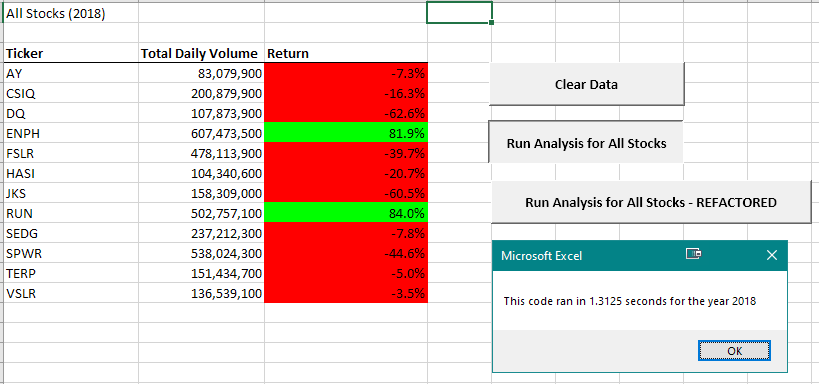 All Stocks (2018)
Ticker Total Daily Volume Return
AY 83,079,900 -7.3%
CSIQ 200,879,900 -16.3%
DQ 107,873,900 -62.6%
ENPH 607,473,500 81.9%
FSLR 478,113,900 -39.7%
HASI 104,340,600 -20.7%
JKS 158,309,000 -60.5%
RUN 502,757,100 84.0%
SEDG 237,212,300 -7.8%
SPWR 538,024,300 -44.6%
TERP 151,434,700 -5.0%
VSLR 136,539,100 -3.5%
Clear Data
Run Analysis for All Stocks
Run Analysis for All Stocks - REFACTORED
Microsoft Excel
This code ran in 1.3125 seconds for the year 2018
OK